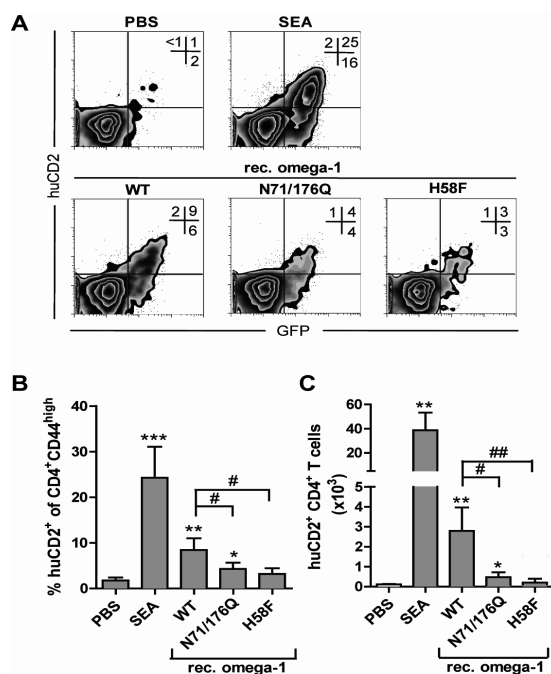 A
PBS
SEA
<1 1
2
2 25
16
huCD2
rec. omega-1
WT
N71/176Q
H58F
2 9
6
1 4
4
1 3
3
GFP
B
% huCD2+ of CD4+CD44high
40
30
20
10
0
***
**
*
#
#
PBS
SEA
WT
N71/176Q
H58F
rec. omega-1
C
huCD2+ CD4+ T cells
(x10³)
60
40
20
6
5
4
3
2
1
0
**
**
*
##
#
PBS
SEA
WT
N71/176Q
H58F
rec. omega-1